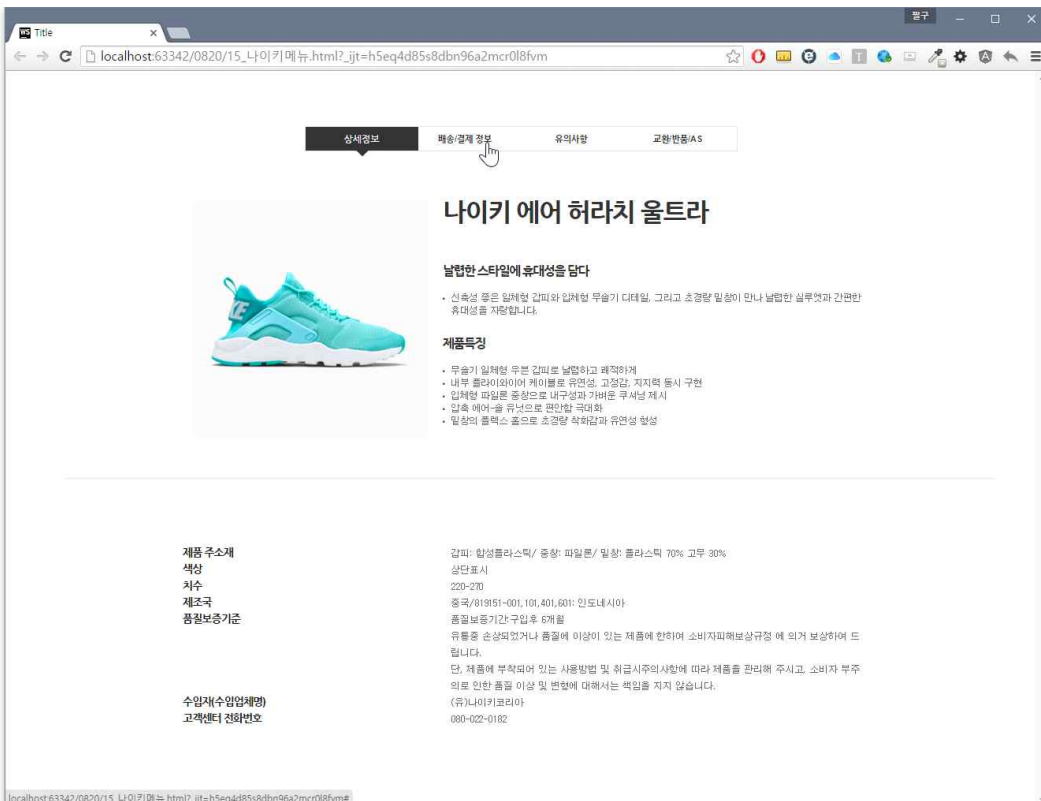 짤구
WS Title
localhost:63342/0820/15_나이키메뉴.html?_ijt=h5eq4d85s8dbn96a2mcr0l8fvm
상세정보 배송/결제 정보 유의사항 교환/반품/AS
나이키 에어 허라치 울트라
날렵한 스타일에 휴대성을 담다
• 신축성 좋은 일체형 갑피와 입체형 무솔기 디테일, 그리고 초경량 밑창이 만나 날렵한 실루엣과 간편한
휴대성을 자랑합니다.
제품특징
• 무솔기 일체형 우븐 갑피로 날렵하고 쾌적하게
• 내부 플라이와이어 케이블로 유연성, 고정감, 지지력 동시 구현
• 입체형 파일론 중창으로 내구성과 가벼운 쿠셔닝 제시
• 압축 에어-솔 유닛으로 편안함 극대화
• 밑창의 플렉스 홈으로 초경량 착화감과 유연성 형성
제품 주소재 갑피: 합성플라스틱/ 중창: 파일론/ 밑창: 플라스틱 70% 고무 30%
색상 상단표시
치수 220-270
제조국 중국/819151-001,101,401,601: 인도네시아
품질보증기준 품질보증기간:구입후 6개월
유통중 손상되었거나 품질에 이상이 있는 제품에 한하여 소비자피해보상규정 에 의거 보상하여 드
립니다.
단, 제품에 부착되어 있는 사용방법 및 취급시주의사항에 따라 제품을 관리해 주시고, 소비자 부주
의로 인한 품질 이상 및 변형에 대해서는 책임을 지지 않습니다.
수입자(수입업체명) (유)나이키코리아
고객센터 전화번호 080-022-0182
localhost:63342/0820/15_나이키메뉴.html?_ijt=h5eq4d85s8dbn96a2mcr0l8fvm#